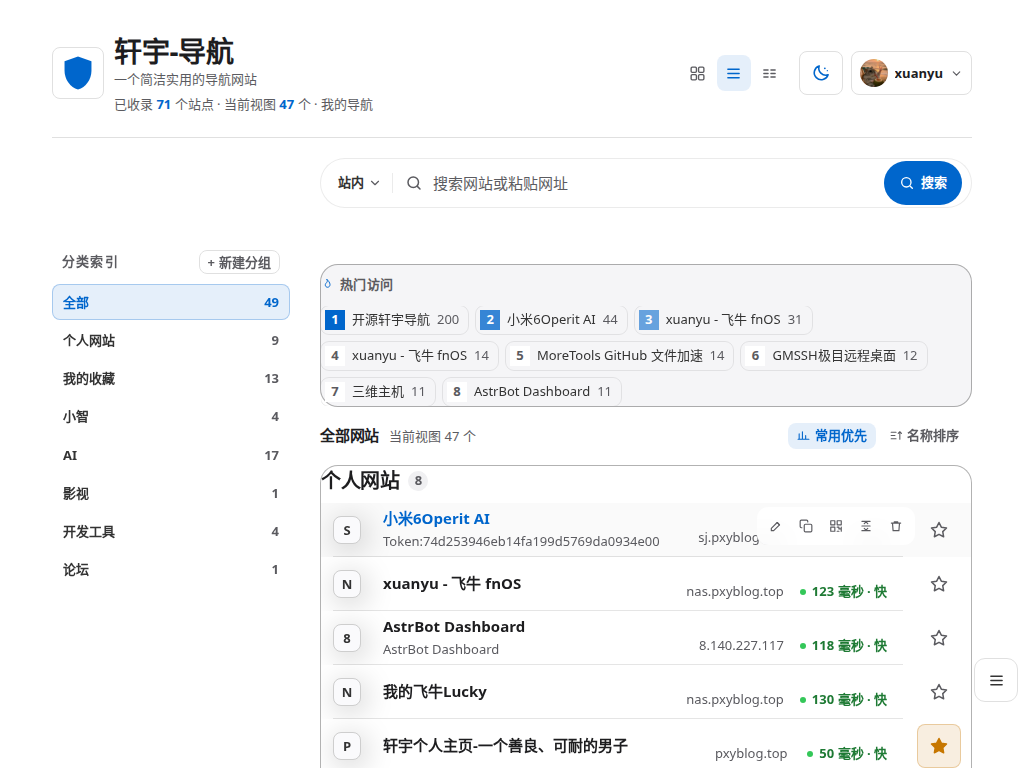 轩宇-导航
一个简洁实用的导航网站
已收录 71 个站点 · 当前视图 47 个 · 我的导航
xuanyu
站内
搜索网站或粘贴网址
搜索
分类索引
+ 新建分组
全部 49
个人网站 9
我的收藏 13
小智 4
AI 17
影视 1
开发工具 4
论坛 1
热门访问
1 开源轩宇导航 200 2 小米6Operit AI 44 3 xuanyu - 飞牛 fnOS 31
4 xuanyu - 飞牛 fnOS 14 5 MoreTools GitHub 文件加速 14 6 GMSSH极目远程桌面 12
7 三维主机 11 8 AstrBot Dashboard 11
全部网站 当前视图 47 个
常用优先 名称排序
个人网站 8
S 小米6Operit AI
Token:74d253946eb14fa199d5769da0934e00 sj.pxyblog
N xuanyu - 飞牛 fnOS nas.pxyblog.top 123 毫秒 · 快
8 AstrBot Dashboard
AstrBot Dashboard 8.140.227.117 118 毫秒 · 快
N 我的飞牛Lucky nas.pxyblog.top 130 毫秒 · 快
P 轩宇个人主页-一个善良、可耐的男子 pxyblog.top 50 毫秒 · 快